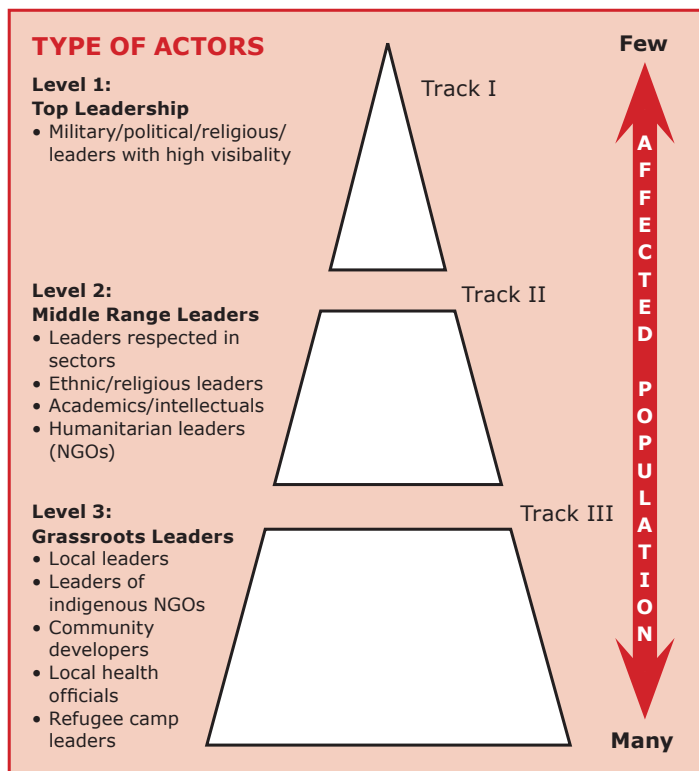 TYPE OF ACTORS
Level 1:
Top Leadership
• Military/political/religious/
leaders with high visibality
Track I
Level 2:
Middle Range Leaders
• Leaders respected in
sectors
• Ethnic/religious leaders
• Academics/intellectuals
• Humanitarian leaders
(NGOs)
Track II
Level 3:
Grassroots Leaders
• Local leaders
• Leaders of
indigenous NGOs
• Community
developers
• Local health
officials
• Refugee camp
leaders
Track III
Few
AFFECTED POPULATION
Many